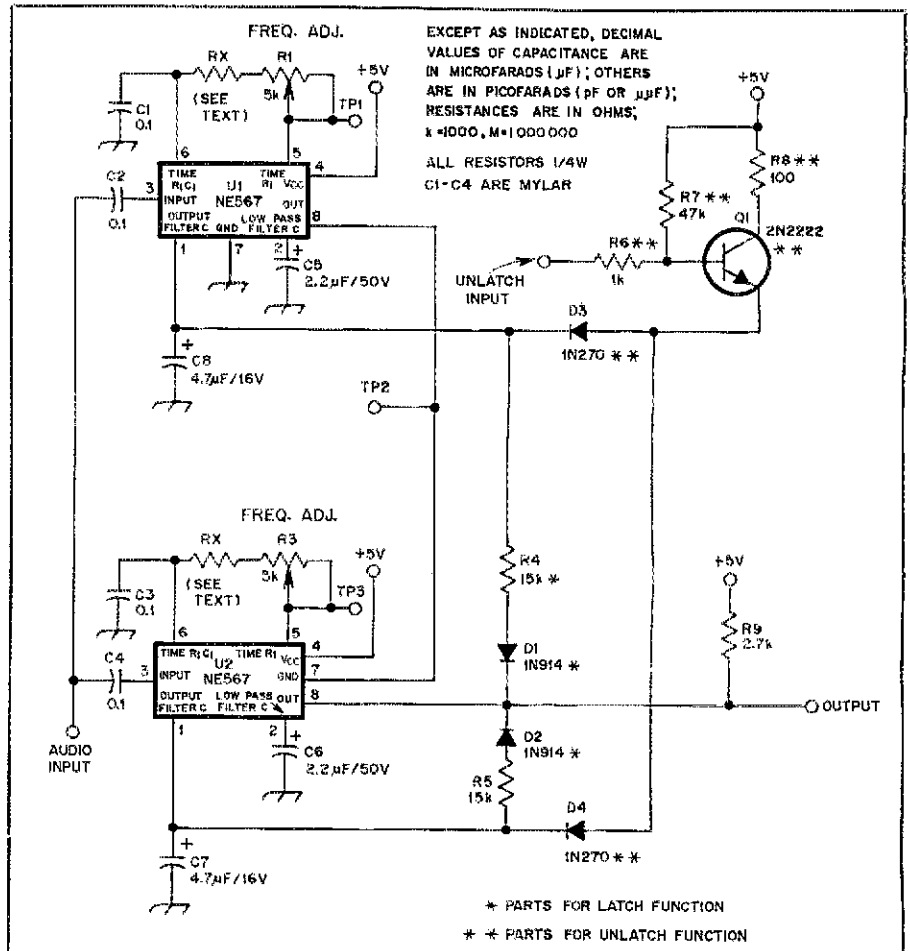 FREQ. ADJ.
RX
R1
5k
(SEE
TEXT)
TP1
+5V
C1
0.1
6
5
4
TIME
R1C1
TIME
R1
VCC
U1
NE567
INPUT
OUT
OUTPUT
FILTER C
GND
LOW PASS
FILTER C
3
8
1
7
2
+
C2
0.1
C5
2.2µF/50V
+
C8
4.7µF/16V
EXCEPT AS INDICATED, DECIMAL
VALUES OF CAPACITANCE ARE
IN MICROFARADS (µF); OTHERS
ARE IN PICOFARADS (pF OR µµF);
RESISTANCES ARE IN OHMS;
k=1000, M=1000 000
ALL RESISTORS 1/4W
C1-C4 ARE MYLAR
+5V
R8**
100
R7**
47k
Q1
2N2222
**
R6**
1k
UNLATCH
INPUT
D3
1N270 **
TP2
FREQ. ADJ.
RX
R3
5k
(SEE
TEXT)
TP3
+5V
C3
0.1
6
5
4
TIME R1C1
TIME R1
VCC
U2
NE567
INPUT
GND
OUTPUT
FILTER C
LOW PASS
FILTER C
OUT
3
7
8
1
2
+
C4
0.1
AUDIO
INPUT
C6
2.2µF/50V
+
C7
4.7µF/16V
R4
15k *
D1
1N914 *
D2
1N914 *
R5
15k
D4
1N270 **
+5V
R9
2.7k
OUTPUT
* PARTS FOR LATCH FUNCTION
** PARTS FOR UNLATCH FUNCTION